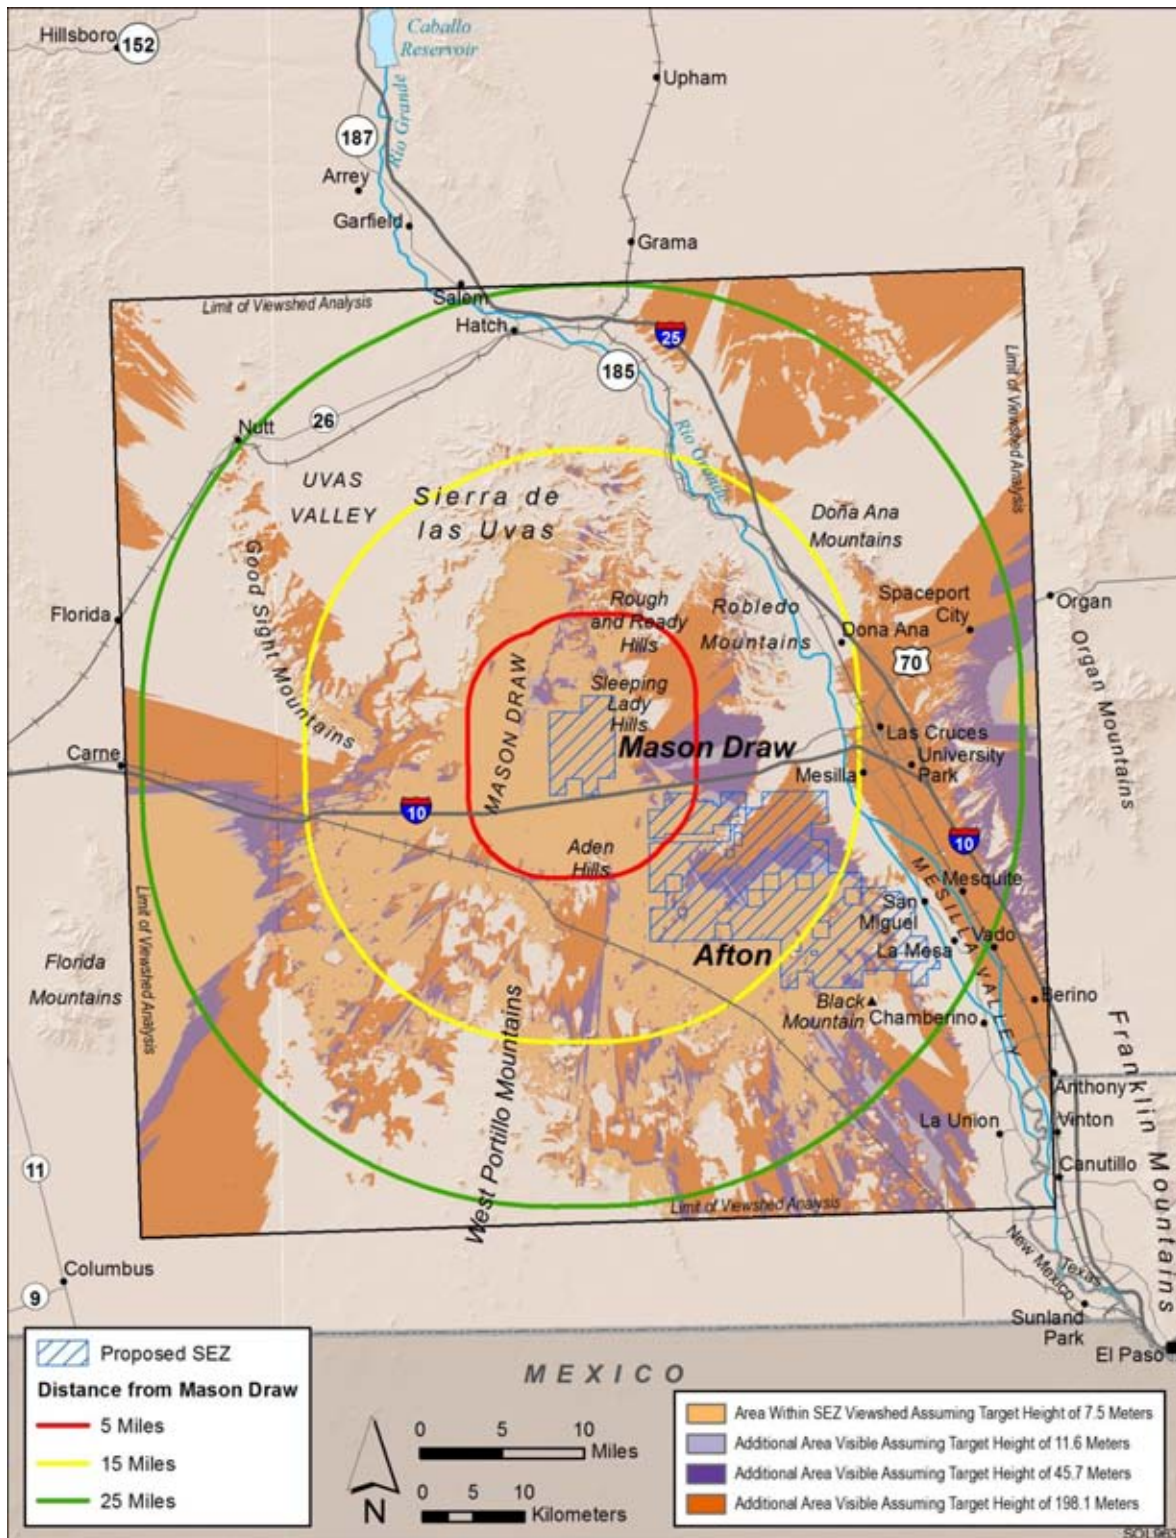 Hillsboro
152
Caballo
Reservoir
Upham
Rio Grande
187
Arrey
Garfield
Grama
Salem
Limit of Viewshed Analysis
Hatch
25
185
Limit of Viewshed Analysis
26
Nutt
Rio Grande
UVAS
VALLEY
Sierra de
las Uvas
Doña Ana
Mountains
Good Sight Mountains
Florida
Rough
and Ready
Hills
Robledo
Mountains
Spaceport
City
Organ
Dona Ana
70
Organ Mountains
MASON DRAW
Sleeping
Lady
Hills
Mason Draw
Las Cruces
University
Park
Carne
Mesilla
10
10
Aden
Hills
MESILLA VALLEY
Mesquite
San
Miguel
Vado
La Mesa
Afton
Limit of Viewshed Analysis
Florida
Mountains
Black
Mountain
Berino
Chamberino
Franklin Mountains
West Portillo Mountains
Anthony
La Union
Vinton
Canutillo
11
Limit of Viewshed Analysis
Columbus
9
New Mexico
Texas
Sunland
Park
El Paso
MEXICO
Proposed SEZ
Distance from Mason Draw
5 Miles
15 Miles
25 Miles
N
0 5 10
Miles
0 5 10
Kilometers
Area Within SEZ Viewshed Assuming Target Height of 7.5 Meters
Additional Area Visible Assuming Target Height of 11.6 Meters
Additional Area Visible Assuming Target Height of 45.7 Meters
Additional Area Visible Assuming Target Height of 198.1 Meters